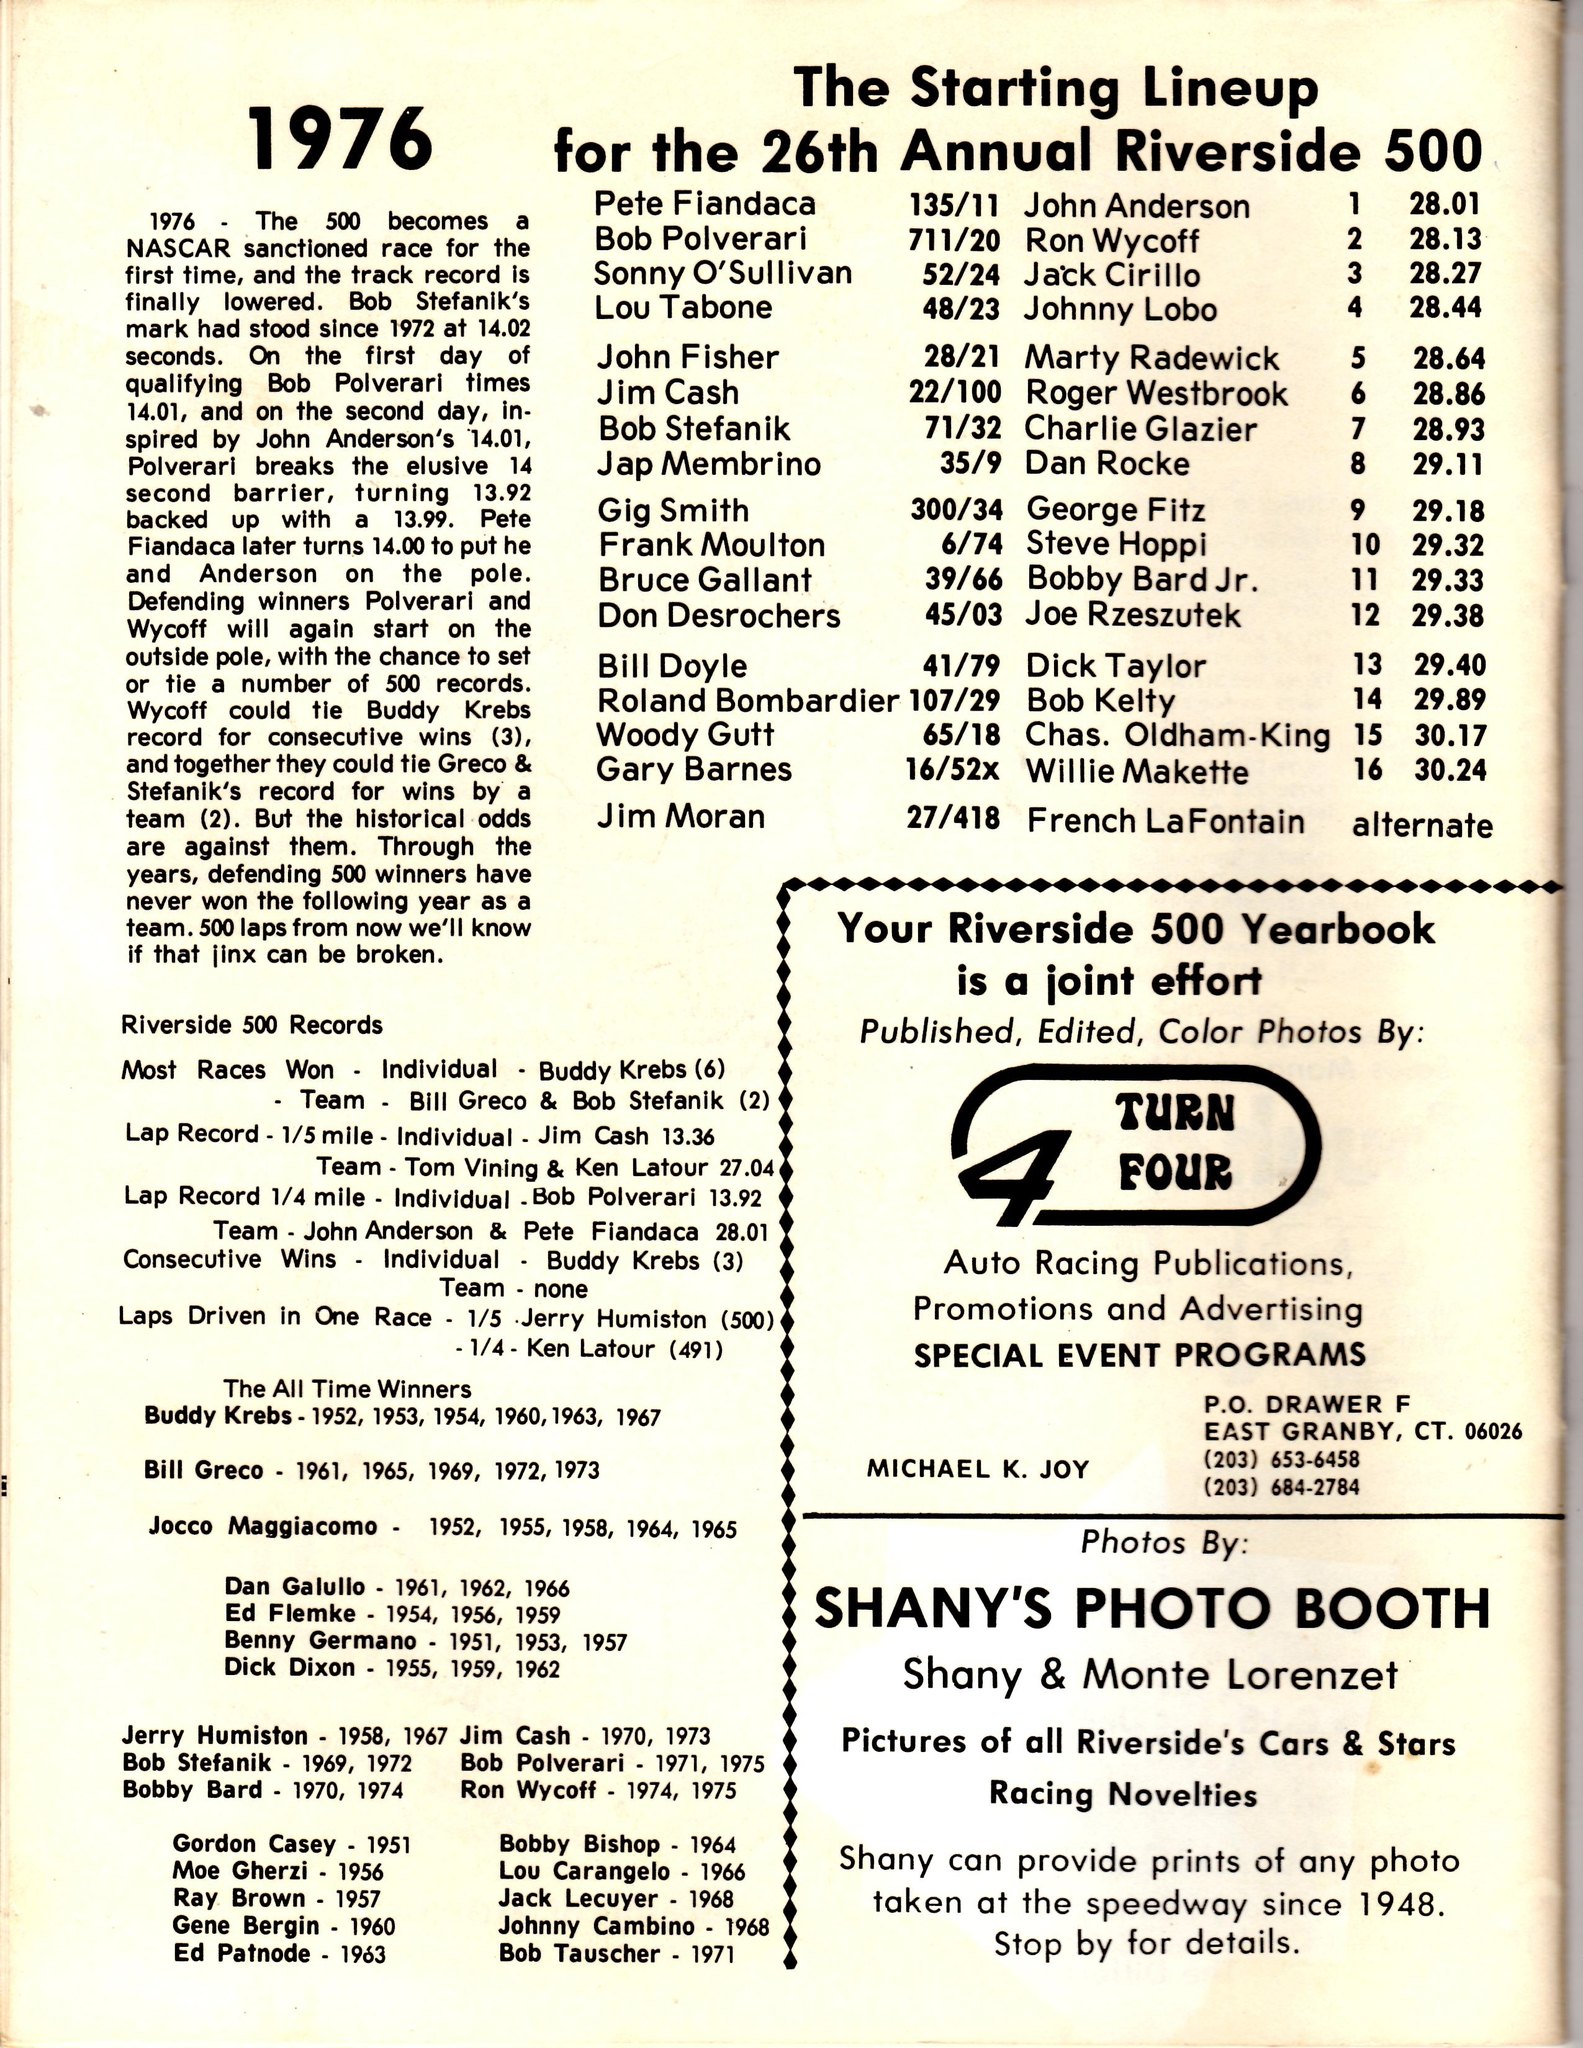 1976
1976 - The 500 becomes a
NASCAR sanctioned race for the
first time, and the track record is
finally lowered. Bob Stefanik's
mark had stood since 1972 at 14.02
seconds. On the first day of
qualifying Bob Polverari times
14.01, and on the second day, in-
spired by John Anderson's 14.01,
Polverari breaks the elusive 14
second barrier, turning 13.92
backed up with a 13.99. Pete
Fiandaca later turns 14.00 to put he
and Anderson on the pole.
Defending winners Polverari and
Wycoff will again start on the
outside pole, with the chance to set
or tie a number of 500 records.
Wycoff could tie Buddy Krebs
record for consecutive wins (3),
and together they could tie Greco &
Stefanik's record for wins by a
team (2). But the historical odds
are against them. Through the
years, defending 500 winners have
never won the following year as a
team. 500 laps from now we'll know
if that jinx can be broken.
The Starting Lineup
for the 26th Annual Riverside 500
Pete Fiandaca 135/11 John Anderson 1 28.01
Bob Polverari 711/20 Ron Wycoff 2 28.13
Sonny O'Sullivan 52/24 Jack Cirillo 3 28.27
Lou Tabone 48/23 Johnny Lobo 4 28.44
John Fisher 28/21 Marty Radewick 5 28.64
Jim Cash 22/100 Roger Westbrook 6 28.86
Bob Stefanik 71/32 Charlie Glazier 7 28.93
Jap Membrino 35/9 Dan Rocke 8 29.11
Gig Smith 300/34 George Fitz 9 29.18
Frank Moulton 6/74 Steve Hoppi 10 29.32
Bruce Gallant 39/66 Bobby Bard Jr. 11 29.33
Don Desrochers 45/03 Joe Rzeszutek 12 29.38
Bill Doyle 41/79 Dick Taylor 13 29.40
Roland Bombardier 107/29 Bob Kelty 14 29.89
Woody Gutt 65/18 Chas. Oldham-King 15 30.17
Gary Barnes 16/52x Willie Makette 16 30.24
Jim Moran 27/418 French LaFontain alternate
Riverside 500 Records
Most Races Won - Individual - Buddy Krebs (6)
- Team - Bill Greco & Bob Stefanik (2)
Lap Record - 1/5 mile - Individual - Jim Cash 13.36
Team - Tom Vining & Ken Latour 27.04
Lap Record 1/4 mile - Individual - Bob Polverari 13.92
Team - John Anderson & Pete Fiandaca 28.01
Consecutive Wins - Individual - Buddy Krebs (3)
Team - none
Laps Driven in One Race - 1/5 Jerry Humiston (500)
- 1/4 - Ken Latour (491)
The All Time Winners
Buddy Krebs - 1952, 1953, 1954, 1960, 1963, 1967
Bill Greco - 1961, 1965, 1969, 1972, 1973
Jocco Maggiacomo - 1952, 1955, 1958, 1964, 1965
Dan Galullo - 1961, 1962, 1966
Ed Flemke - 1954, 1956, 1959
Benny Germano - 1951, 1953, 1957
Dick Dixon - 1955, 1959, 1962
Jerry Humiston - 1958, 1967 Jim Cash - 1970, 1973
Bob Stefanik - 1969, 1972 Bob Polverari - 1971, 1975
Bobby Bard - 1970, 1974 Ron Wycoff - 1974, 1975
Gordon Casey - 1951 Bobby Bishop - 1964
Moe Gherzi - 1956 Lou Carangelo - 1966
Ray Brown - 1957 Jack Lecuyer - 1968
Gene Bergin - 1960 Johnny Cambino - 1968
Ed Patnode - 1963 Bob Tauscher - 1971
Your Riverside 500 Yearbook
is a joint effort
Published, Edited, Color Photos By:
4 TURN
FOUR
Auto Racing Publications,
Promotions and Advertising
SPECIAL EVENT PROGRAMS
P.O. DRAWER F
EAST GRANBY, CT. 06026
MICHAEL K. JOY (203) 653-6458
(203) 684-2784
Photos By:
SHANY'S PHOTO BOOTH
Shany & Monte Lorenzet
Pictures of all Riverside's Cars & Stars
Racing Novelties
Shany can provide prints of any photo
taken at the speedway since 1948.
Stop by for details.